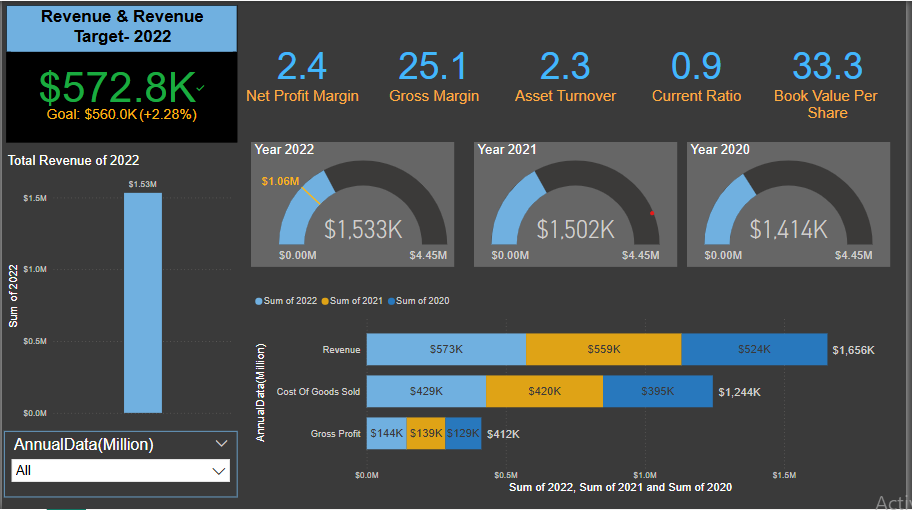 Revenue & Revenue
Target- 2022
$572.8K
Goal: $560.0K (+2.28%)
2.4
Net Profit Margin
25.1
Gross Margin
2.3
Asset Turnover
0.9
Current Ratio
33.3
Book Value Per
Share
Total Revenue of 2022
$1.53M
$1.5M
$1.0M
$0.5M
$0.0M
Sum of 2022
Year 2022
$1.06M
$1,533K
$0.00M
$4.45M
Year 2021
$1,502K
$0.00M
$4.45M
Year 2020
$1,414K
$0.00M
$4.45M
Sum of 2022 Sum of 2021 Sum of 2020
AnnualData(Million)
Revenue $573K $559K $524K $1,656K
Cost Of Goods Sold $429K $420K $395K $1,244K
Gross Profit $144K $139K $129K $412K
$0.0M $0.5M $1.0M $1.5M
Sum of 2022, Sum of 2021 and Sum of 2020
AnnualData(Million)
All
Activ